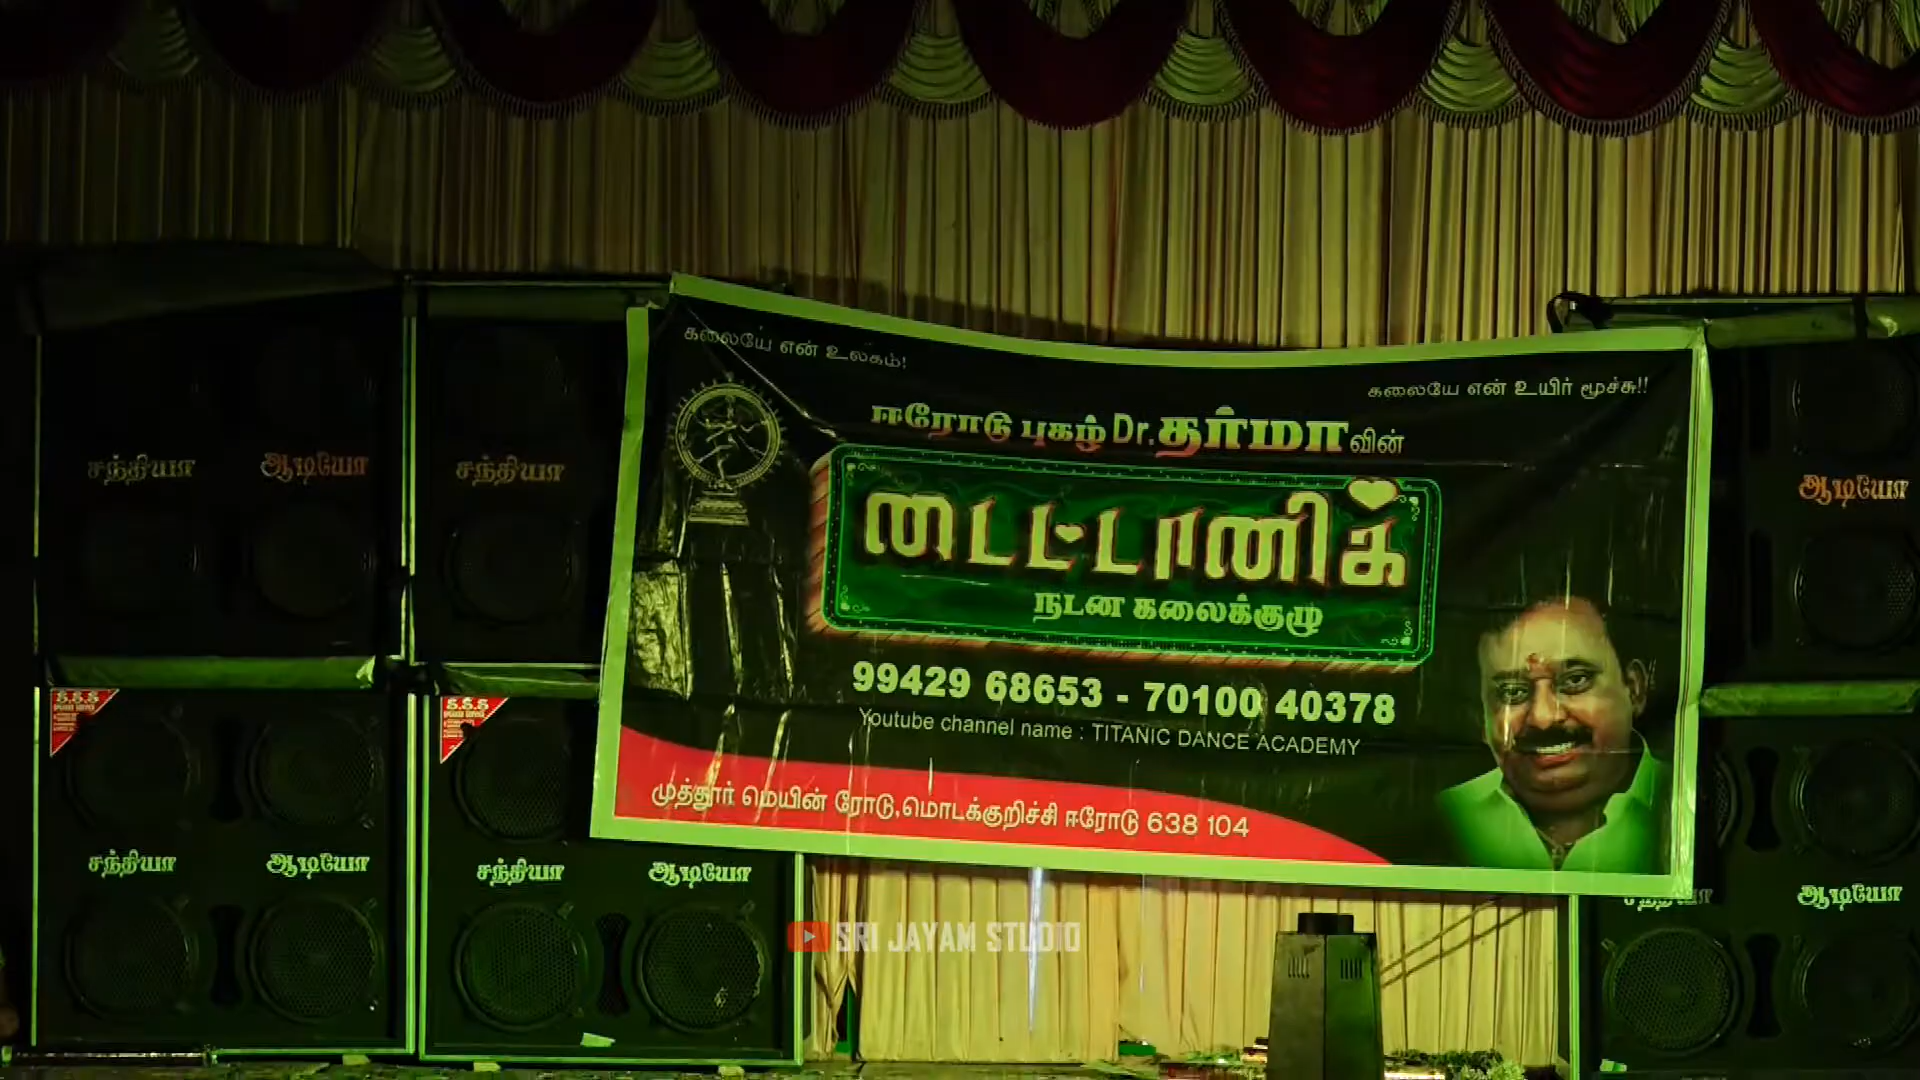 கலையே என் உலகம்!
கலையே என் உயிர் மூச்சு!!
ஈரோடு புகழ் Dr.தர்மாவின்
டைட்டானிக்
நடன கலைக்குழு
99429 68653 - 70100 40378
Youtube channel name : TITANIC DANCE ACADEMY
முத்தூர் மெயின் ரோடு,மொடக்குறிச்சி ஈரோடு 638 104
சந்தியா ஆடியோ
சந்தியா
ஆடியோ
S.S.S
S.S.S
சந்தியா ஆடியோ
சந்தியா ஆடியோ
சந்தியா ஆடியோ
SRI JAYAM STUDIO